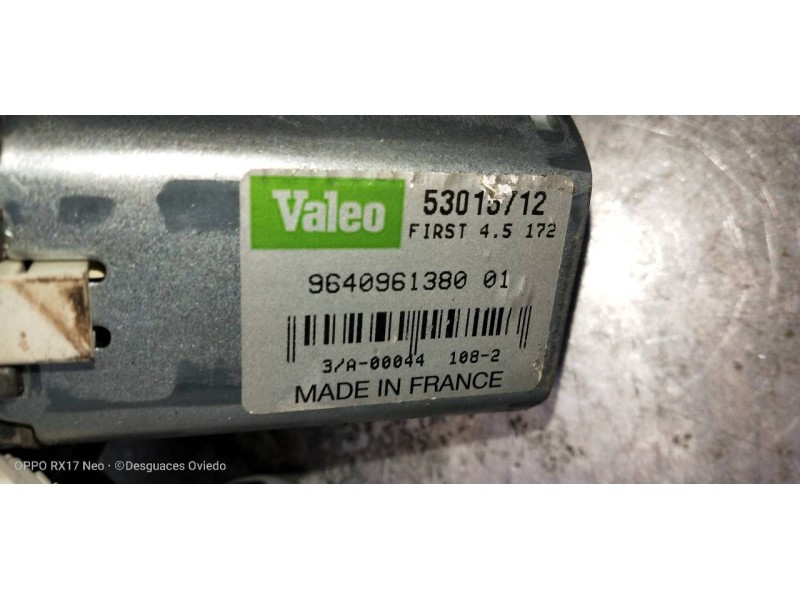 Valeo 53015712
FIRST 4.5 172
9640961380 01
3/A-00044 108-2
MADE IN FRANCE
OPPO RX17 Neo · ©Desguaces Oviedo